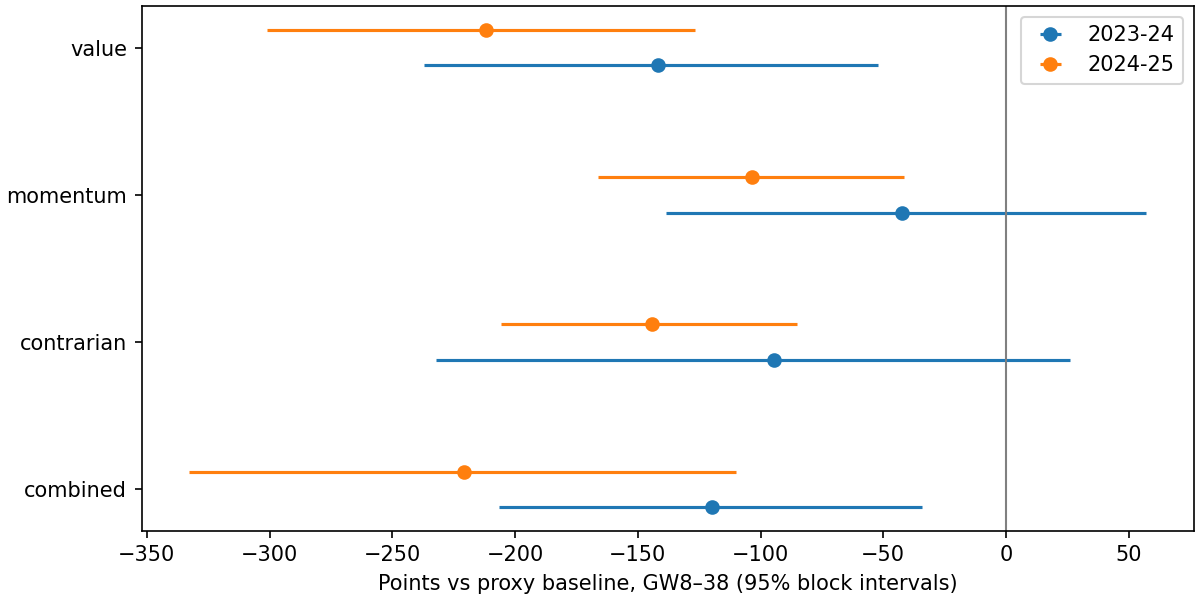 2023-24
2024-25
value
momentum
contrarian
combined
−350 −300 −250 −200 −150 −100 −50 0 50
Points vs proxy baseline, GW8–38 (95% block intervals)